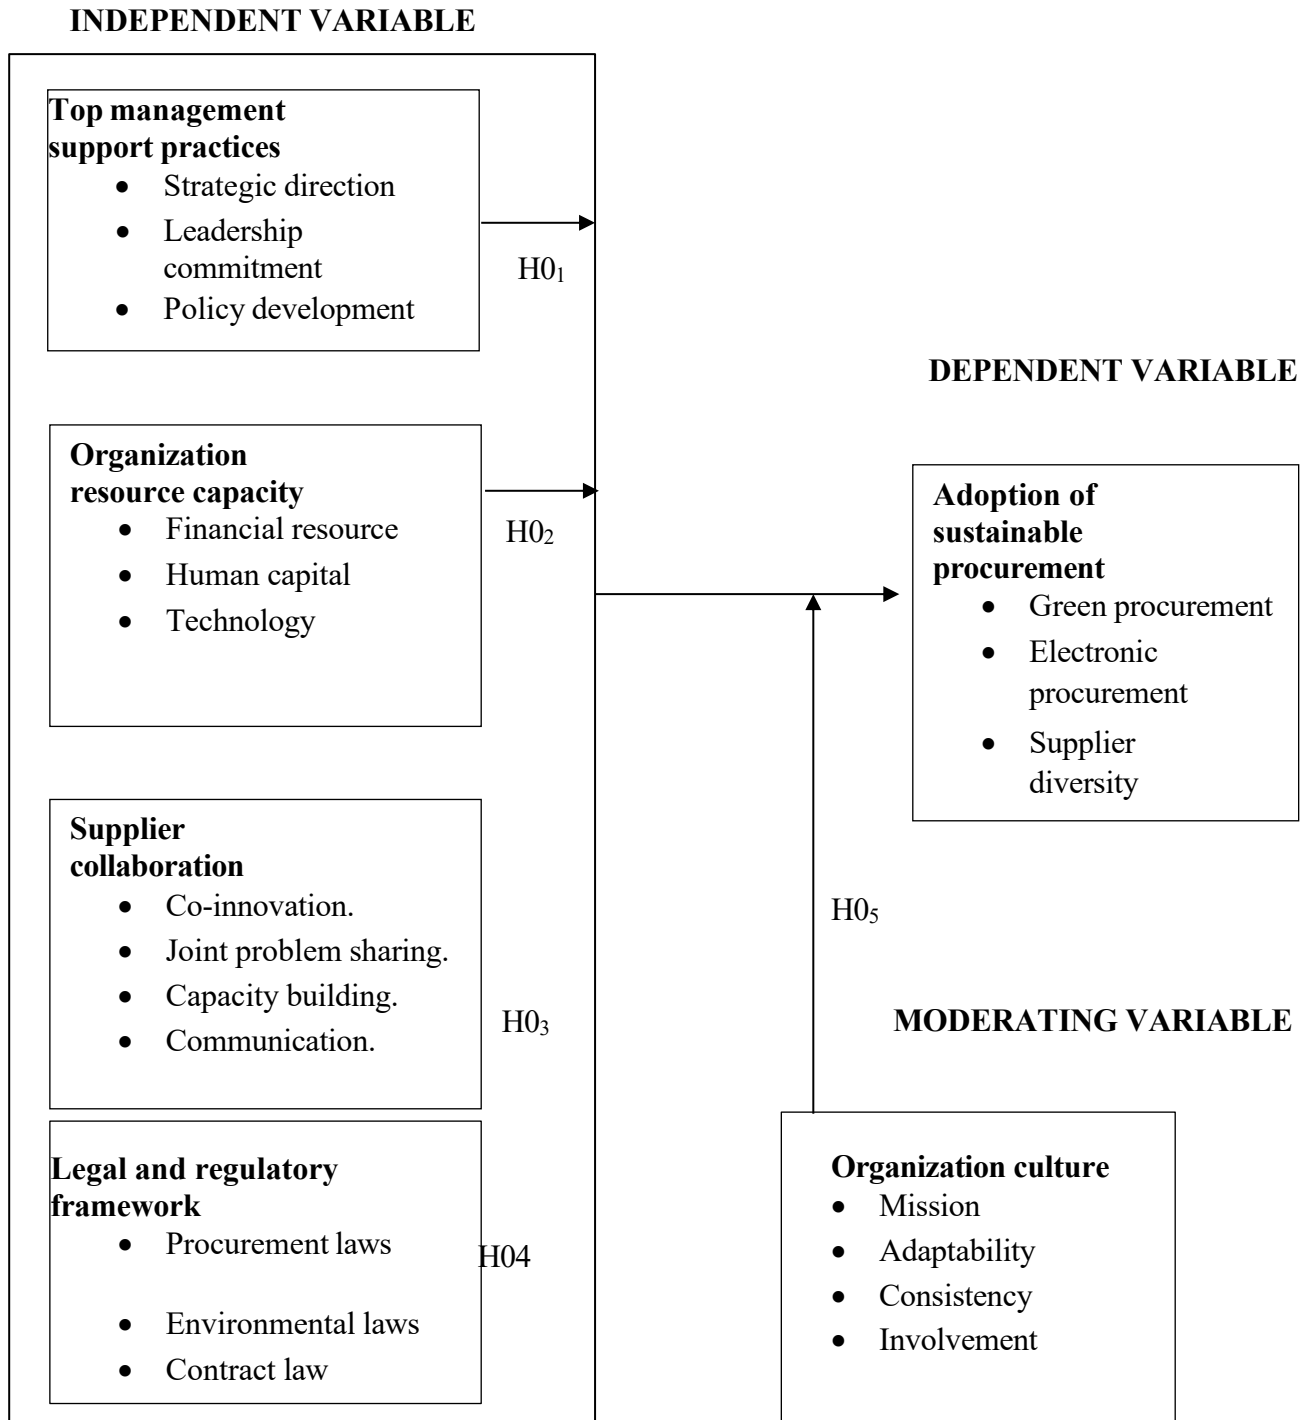 INDEPENDENT VARIABLE
Top management
support practices
• Strategic direction
• Leadership
commitment
• Policy development
H0₁
Organization
resource capacity
• Financial resource
• Human capital
• Technology
H0₂
Supplier
collaboration
• Co-innovation.
• Joint problem sharing.
• Capacity building.
• Communication.
H0₃
Legal and regulatory
framework
• Procurement laws
• Environmental laws
• Contract law
H04
DEPENDENT VARIABLE
Adoption of
sustainable
procurement
• Green procurement
• Electronic
procurement
• Supplier
diversity
H0₅
MODERATING VARIABLE
Organization culture
• Mission
• Adaptability
• Consistency
• Involvement